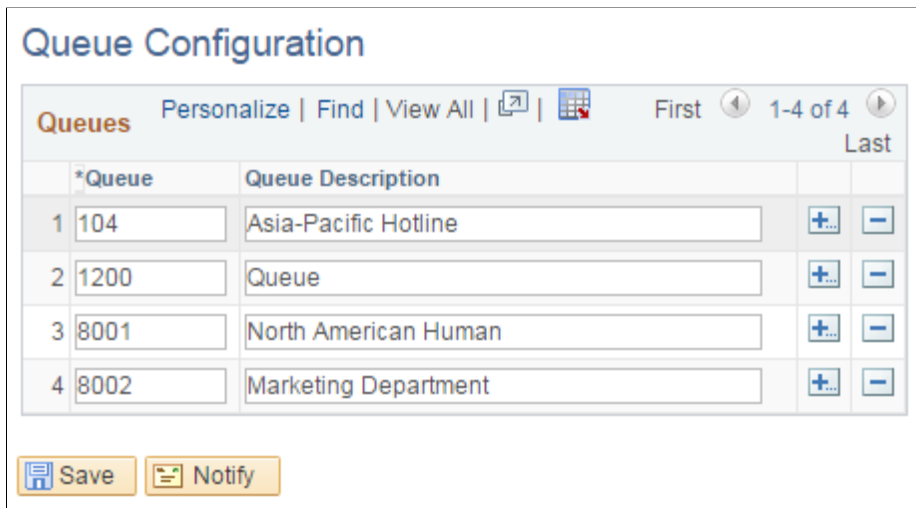 Queue Configuration
Queues Personalize | Find | View All | | First 1-4 of 4 Last
*Queue Queue Description
1 104 Asia-Pacific Hotline
2 1200 Queue
3 8001 North American Human
4 8002 Marketing Department
Save Notify